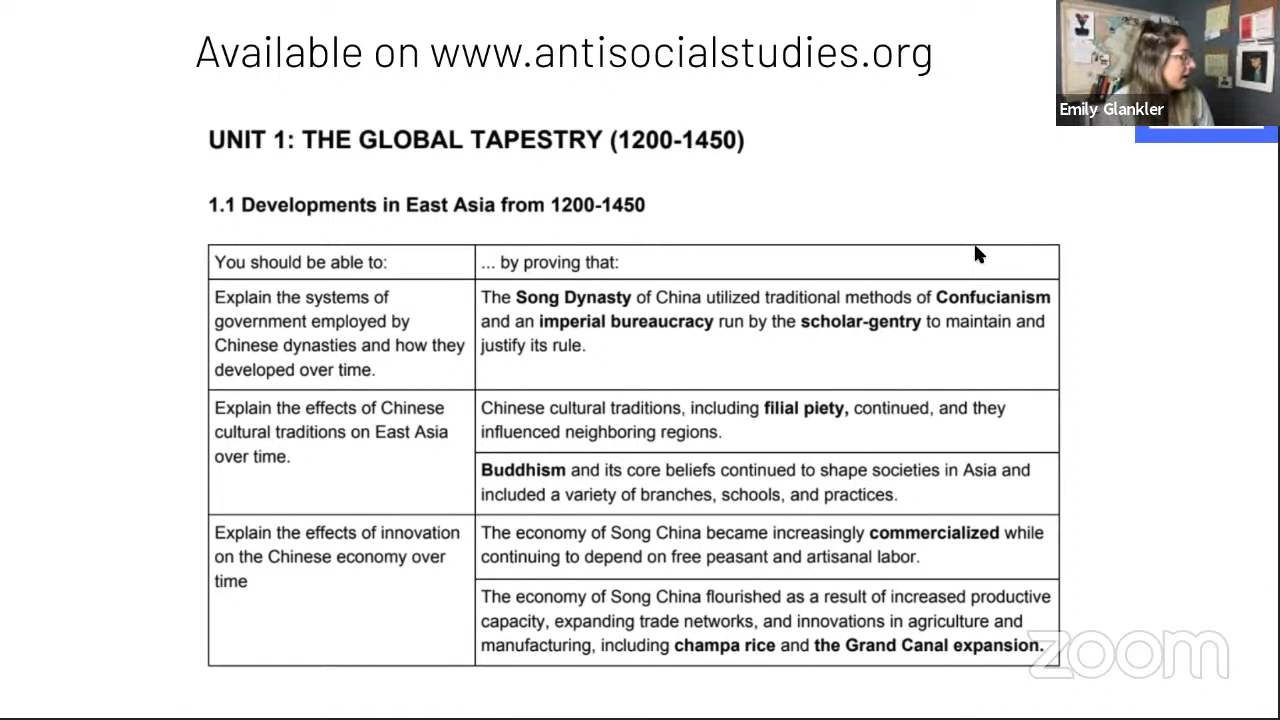 Available on www.antisocialstudies.org
Emily Glankler
UNIT 1: THE GLOBAL TAPESTRY (1200-1450)
1.1 Developments in East Asia from 1200-1450
You should be able to:
... by proving that:
Explain the systems of
government employed by
Chinese dynasties and how they
developed over time.
The Song Dynasty of China utilized traditional methods of Confucianism
and an imperial bureaucracy run by the scholar-gentry to maintain and
justify its rule.
Explain the effects of Chinese
cultural traditions on East Asia
over time.
Chinese cultural traditions, including filial piety, continued, and they
influenced neighboring regions.
Buddhism and its core beliefs continued to shape societies in Asia and
included a variety of branches, schools, and practices.
Explain the effects of innovation
on the Chinese economy over
time
The economy of Song China became increasingly commercialized while
continuing to depend on free peasant and artisanal labor.
The economy of Song China flourished as a result of increased productive
capacity, expanding trade networks, and innovations in agriculture and
manufacturing, including champa rice and the Grand Canal expansion.
zoom